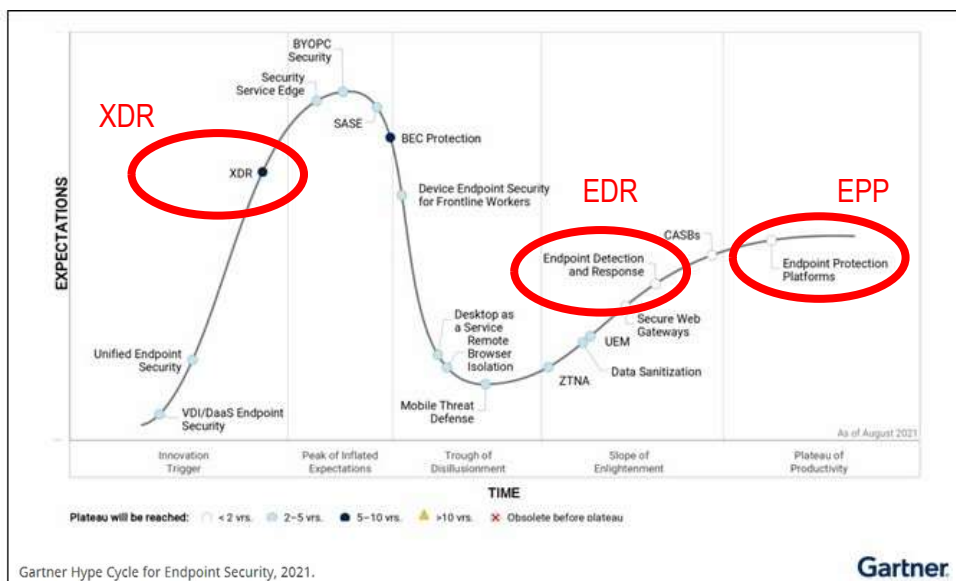 BYOPC
Security
Security
Service Edge
XDR
SASE
BEC Protection
XDR
Device Endpoint Security
for Frontline Workers
EDR
EPP
CASBs
Endpoint Detection
and Response
Endpoint Protection
Platforms
EXPECTATIONS
Desktop as
a Service
Remote
Browser
Isolation
Secure Web
Gateways
UEM
Unified Endpoint
Security
ZTNA
Data Sanitization
VDI/DaaS Endpoint
Security
Mobile Threat
Defense
As of August 2021
Innovation
Trigger
Peak of Inflated
Expectations
Trough of
Disillusionment
Slope of
Enlightenment
Plateau of
Productivity
TIME
Plateau will be reached: < 2 yrs. 2–5 yrs. 5–10 yrs. >10 yrs. Obsolete before plateau
Gartner Hype Cycle for Endpoint Security, 2021.
Gartner